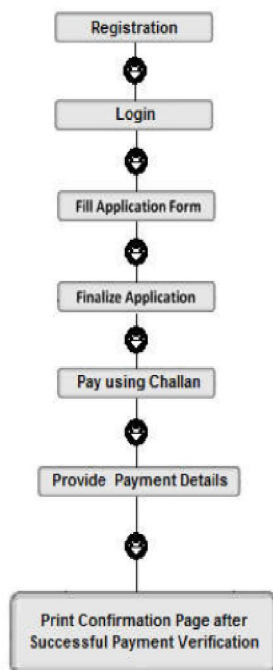 Registration
Login
Fill Application Form
Finalize Application
Pay using Challan
Provide Payment Details
Print Confirmation Page after
Successful Payment Verification